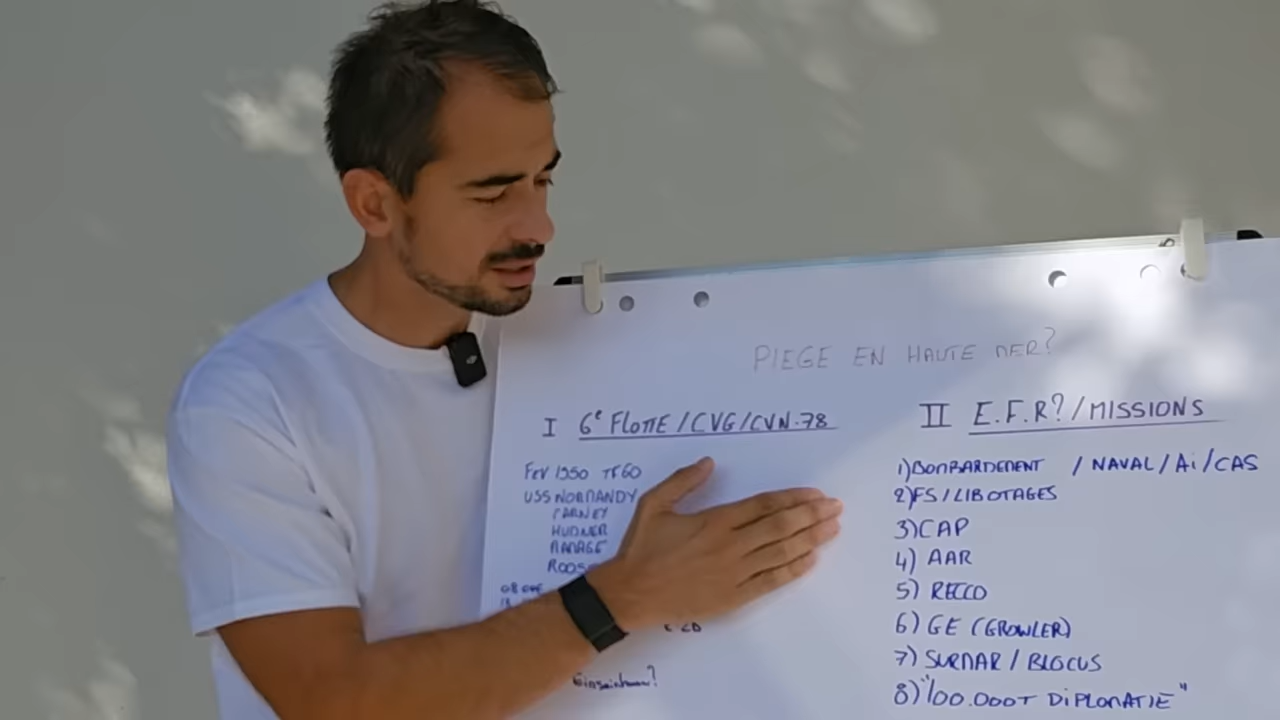 PIEGE EN HAUTE MER?
I 6e FLOTTE/CVG/CVN-78
FEV 1950 TF60
USS NORMANDY
CARNEY
HUDNER
RAMAGE
ROOS
II E.F.R?/MISSIONS
1)BOMBARDEMENT / NAVAL/Ai/CAS
2)FS/LIBOTAGES
3)CAP
4) AAR
5) RECCO
6) GE (GROWLER)
7) SURMAR / BLOCUS
8)"100.000T DiPLOMATIE"